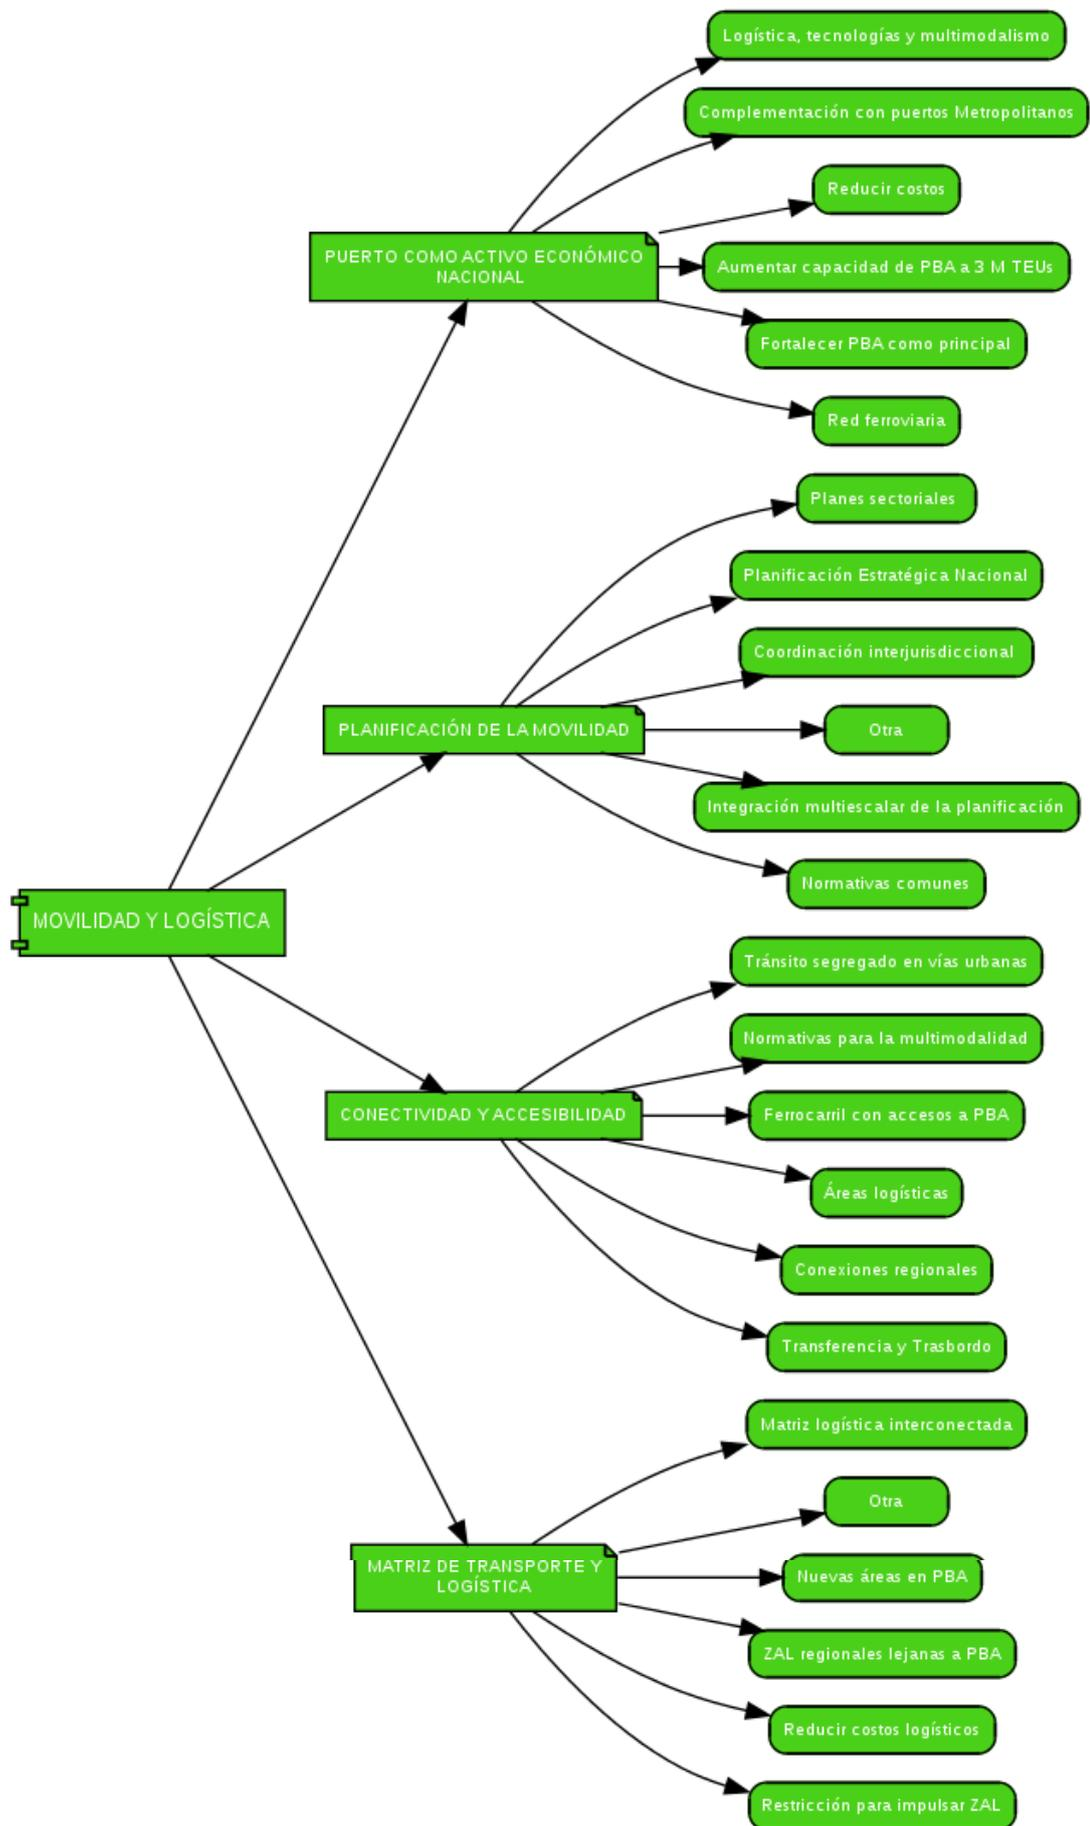 Logística, tecnologías y multimodalismo
Complementación con puertos Metropolitanos
Reducir costos
PUERTO COMO ACTIVO ECONÓMICO
NACIONAL
Aumentar capacidad de PBA a 3 M TEUs
Fortalecer PBA como principal
Red ferroviaria
Planes sectoriales
Planificación Estratégica Nacional
Coordinación interjurisdiccional
PLANIFICACIÓN DE LA MOVILIDAD
Otra
Integración multiescalar de la planificación
Normativas comunes
MOVILIDAD Y LOGÍSTICA
Tránsito segregado en vías urbanas
Normativas para la multimodalidad
CONECTIVIDAD Y ACCESIBILIDAD
Ferrocarril con accesos a PBA
Áreas logísticas
Conexiones regionales
Transferencia y Trasbordo
Matriz logística interconectada
Otra
MATRIZ DE TRANSPORTE Y
LOGÍSTICA
Nuevas áreas en PBA
ZAL regionales lejanas a PBA
Reducir costos logísticos
Restricción para impulsar ZAL